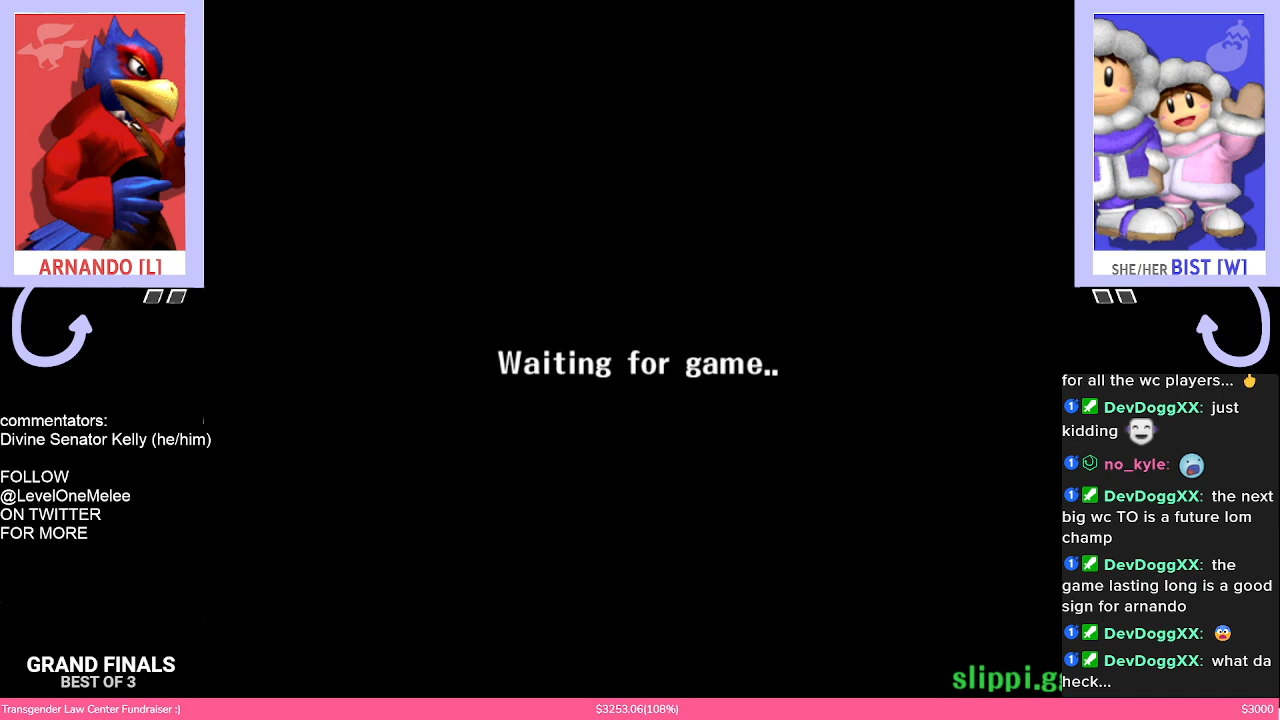 ARNANDO [L]
SHE/HER BIST [W]
Waiting for game..
commentators:
Divine Senator Kelly (he/him)
FOLLOW
@LevelOneMelee
ON TWITTER
FOR MORE
GRAND FINALS
BEST OF 3
for all the wc players...
DevDoggXX: just
kidding
no_kyle:
DevDoggXX: the next
big wc TO is a future lom
champ
DevDoggXX: the
game lasting long is a good
sign for arnando
DevDoggXX:
DevDoggXX: what da
heck...
slippi.g
Transgender Law Center Fundraiser :)
$3253.06(108%)
$3000